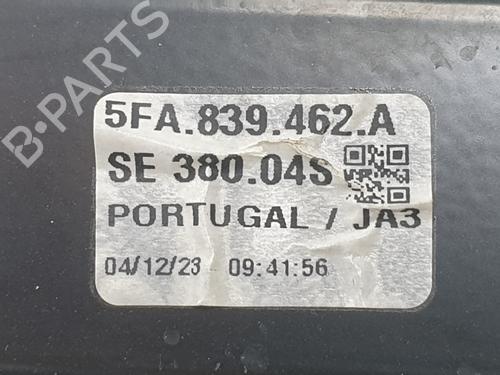 B-PARTS
5FA.839.462.A
SE 380.04S
PORTUGAL / JA3
04/12/23 09:41:56